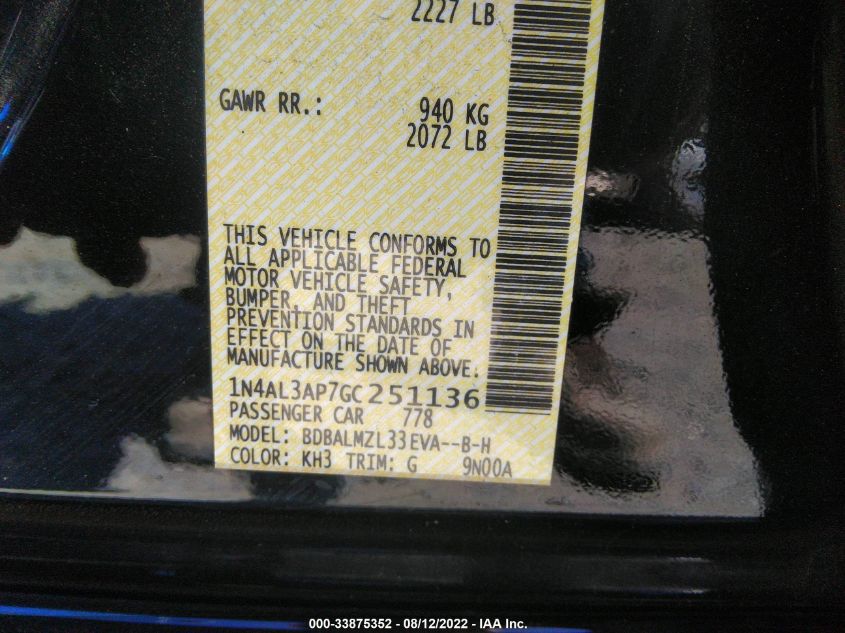 2227 LB
GAWR RR.: 940 KG
2072 LB
THIS VEHICLE CONFORMS TO
ALL APPLICABLE FEDERAL
MOTOR VEHICLE SAFETY,
BUMPER, AND THEFT
PREVENTION STANDARDS IN
EFFECT ON THE DATE OF
MANUFACTURE SHOWN ABOVE.
1N4AL3AP7GC251136
PASSENGER CAR 778
MODEL: BDBALMZL33EVA--B-H
COLOR: KH3 TRIM: G 9N00A
000-33875352 - 08/12/2022 - IAA Inc.